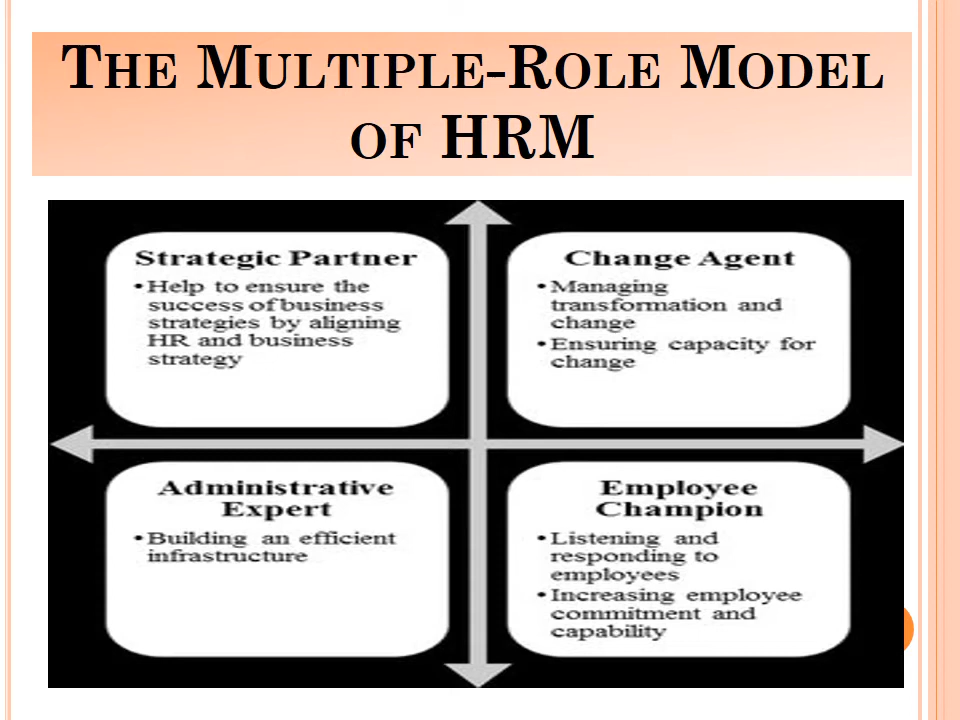 THE MULTIPLE-ROLE MODEL
OF HRM
Strategic Partner
•Help to ensure the
success of business
strategies by aligning
HR and business
strategy
Change Agent
•Managing
transformation and
change
•Ensuring capacity for
change
Administrative
Expert
•Building an efficient
infrastructure
Employee
Champion
•Listening and
responding to
employees
•Increasing employee
commitment and
capability